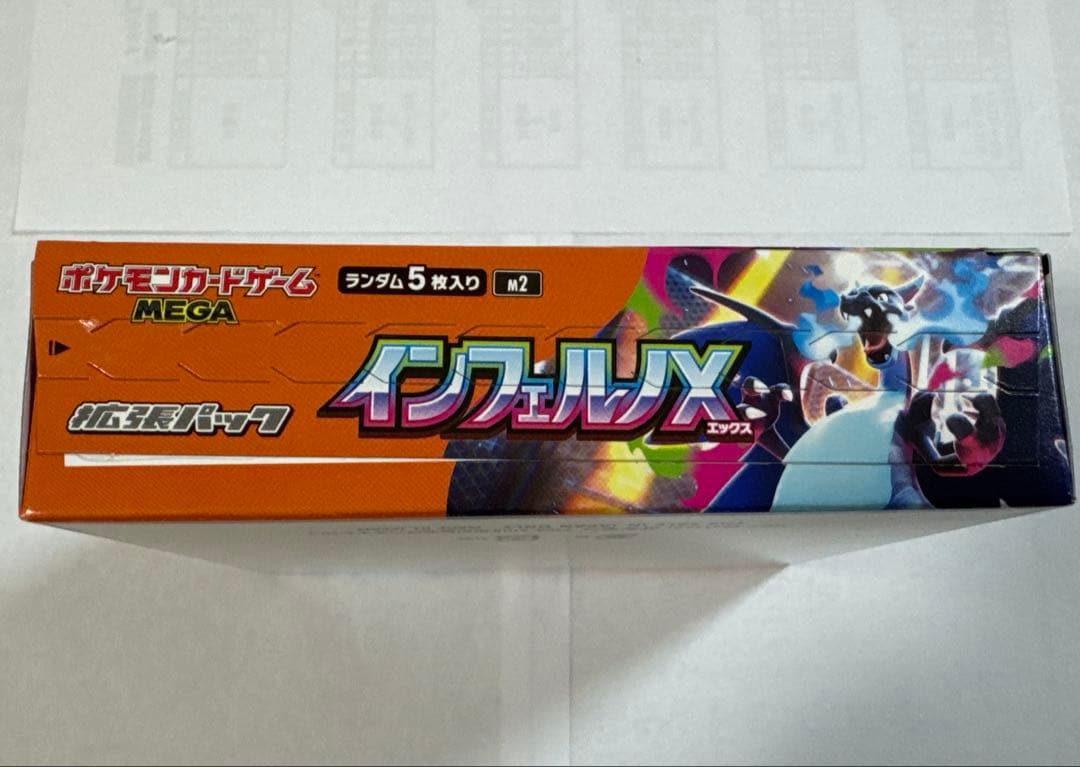 ポケモンカードゲーム
MEGA
ランダム5枚入り
M2
拡張パック
インフェルノX
エックス